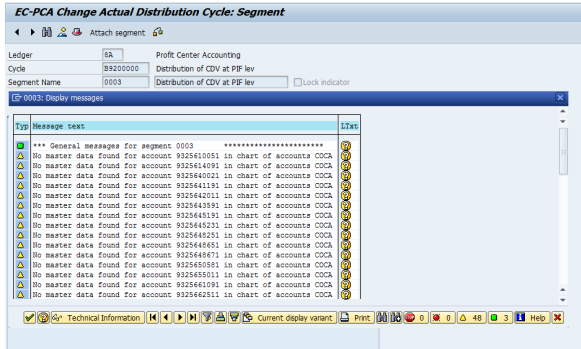 EC-PCA Change Actual Distribution Cycle: Segment
Attach segment
Ledger 8A Profit Center Accounting
Cycle B9200000 Distribution of CDV at PIF lev
Segment Name 0003 Distribution of CDV at PIF lev Lock indicator
0003: Display messages
Typ Message text LTxt
*** General messages for segment 0003 ***********************
No master data found for account 9325610051 in chart of accounts COCA
No master data found for account 9325614091 in chart of accounts COCA
No master data found for account 9325640021 in chart of accounts COCA
No master data found for account 9325641191 in chart of accounts COCA
No master data found for account 9325642011 in chart of accounts COCA
No master data found for account 9325643591 in chart of accounts COCA
No master data found for account 9325645191 in chart of accounts COCA
No master data found for account 9325645231 in chart of accounts COCA
No master data found for account 9325648251 in chart of accounts COCA
No master data found for account 9325648651 in chart of accounts COCA
No master data found for account 9325648671 in chart of accounts COCA
No master data found for account 9325650581 in chart of accounts COCA
No master data found for account 9325655011 in chart of accounts COCA
No master data found for account 9325661091 in chart of accounts COCA
No master data found for account 9325662511 in chart of accounts COCA
Technical Information Current display variant Print 0 0 48 3 Help